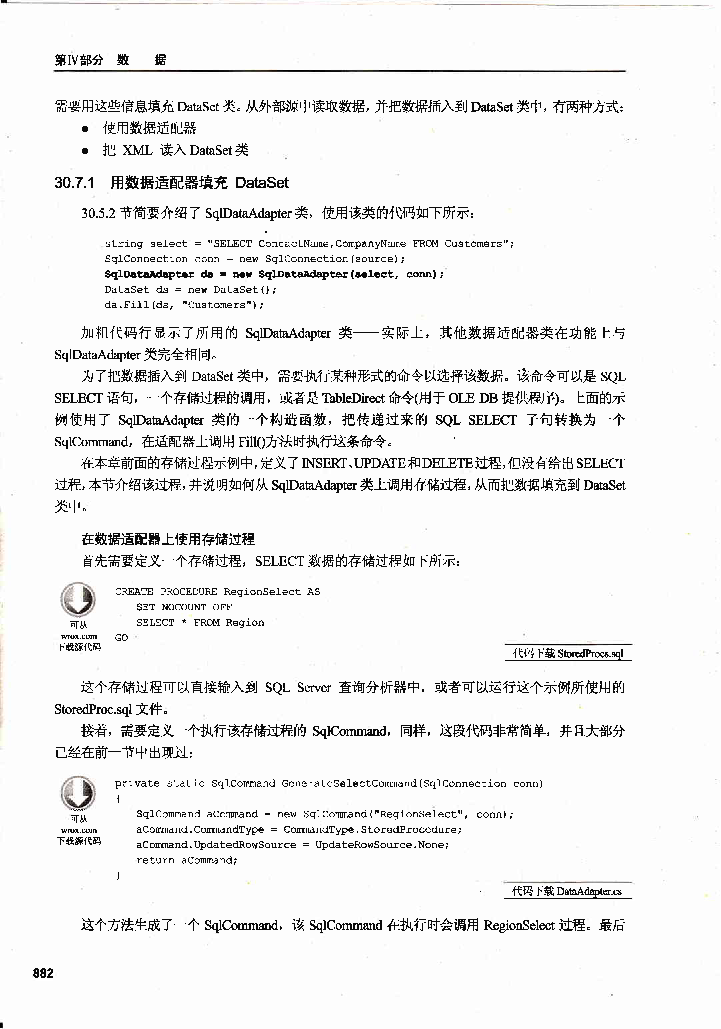 第IV部分 数 据
需要用这些信息填充 DataSet 类。从外部源中读取数据，并把数据插入到 DataSet 类中，有两种方式：
● 使用数据适配器
● 把 XML 读入 DataSet 类
30.7.1 用数据适配器填充 DataSet
30.5.2 节简要介绍了 SqlDataAdapter 类，使用该类的代码如下所示：
string select = "SELECT ContactName,CompanyName FROM Customers";
SqlConnection conn = new SqlConnection(source);
SqlDataAdapter da = new SqlDataAdapter(select, conn);
DataSet ds = new DataSet();
da.Fill(ds, "Customers");
加粗代码行显示了所用的 SqlDataAdapter 类——实际上，其他数据适配器类在功能上与
SqlDataAdapter 类完全相同。
为了把数据插入到 DataSet 类中，需要执行某种形式的命令以选择该数据。该命令可以是 SQL
SELECT 语句，一个存储过程的调用，或者是 TableDirect 命令(用于 OLE DB 提供程序)。上面的示
例使用了 SqlDataAdapter 类的一个构造函数，把传递过来的 SQL SELECT 子句转换为一个
SqlCommand，在适配器上调用 Fill()方法时执行这条命令。
在本章前面的存储过程示例中，定义了 INSERT、UPDATE 和 DELETE 过程，但没有给出 SELECT
过程，本节介绍该过程，并说明如何从 SqlDataAdapter 类上调用存储过程，从而把数据填充到 DataSet
类中。
在数据适配器上使用存储过程
首先需要定义一个存储过程，SELECT 数据的存储过程如下所示：
CREATE PROCEDURE RegionSelect AS
SET NOCOUNT OFF
可从
SELECT * FROM Region
wrox.com
GO
下载源代码
代码下载 StoredProcs.sql
这个存储过程可以直接输入到 SQL Server 查询分析器中，或者可以运行这个示例所使用的
StoredProc.sql 文件。
接着，需要定义一个执行该存储过程的 SqlCommand，同样，这段代码非常简单，并且大部分
已经在前一节中出现过：
private static SqlCommand GenerateSelectCommand(SqlConnection conn)
{
可从
SqlCommand aCommand = new SqlCommand("RegionSelect", conn);
wrox.com
aCommand.CommandType = CommandType.StoredProcedure;
下载源代码
aCommand.UpdatedRowSource = UpdateRowSource.None;
return aCommand;
}
代码下载 DataAdapter.cs
这个方法生成了一个 SqlCommand，该 SqlCommand 在执行时会调用 RegionSelect 过程。最后
882